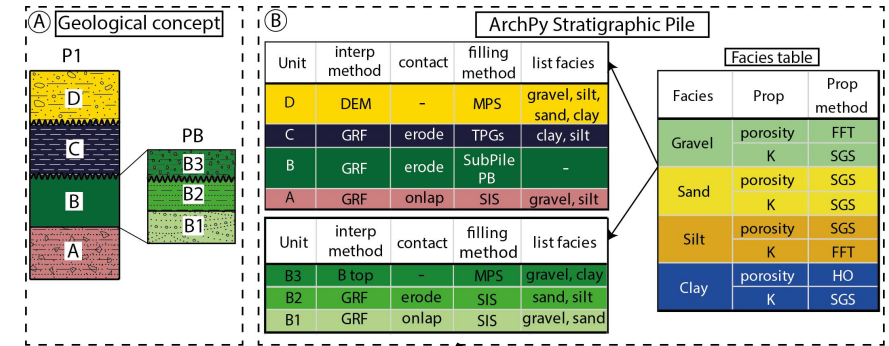 A Geological concept
P1
D
C
B
A
PB
B3
B2
B1
B ArchPy Stratigraphic Pile
Unit interp method contact filling method list facies
D DEM - MPS gravel, silt, sand, clay
C GRF erode TPGs clay, silt
B GRF erode SubPile PB -
A GRF onlap SIS gravel, silt
Unit interp method contact filling method list facies
B3 B top - MPS gravel, clay
B2 GRF erode SIS sand, silt
B1 GRF onlap SIS gravel, sand
Facies table
Facies Prop Prop method
Gravel porosity FFT
K SGS
Sand porosity SGS
K SGS
Silt porosity SGS
K FFT
Clay porosity HO
K SGS